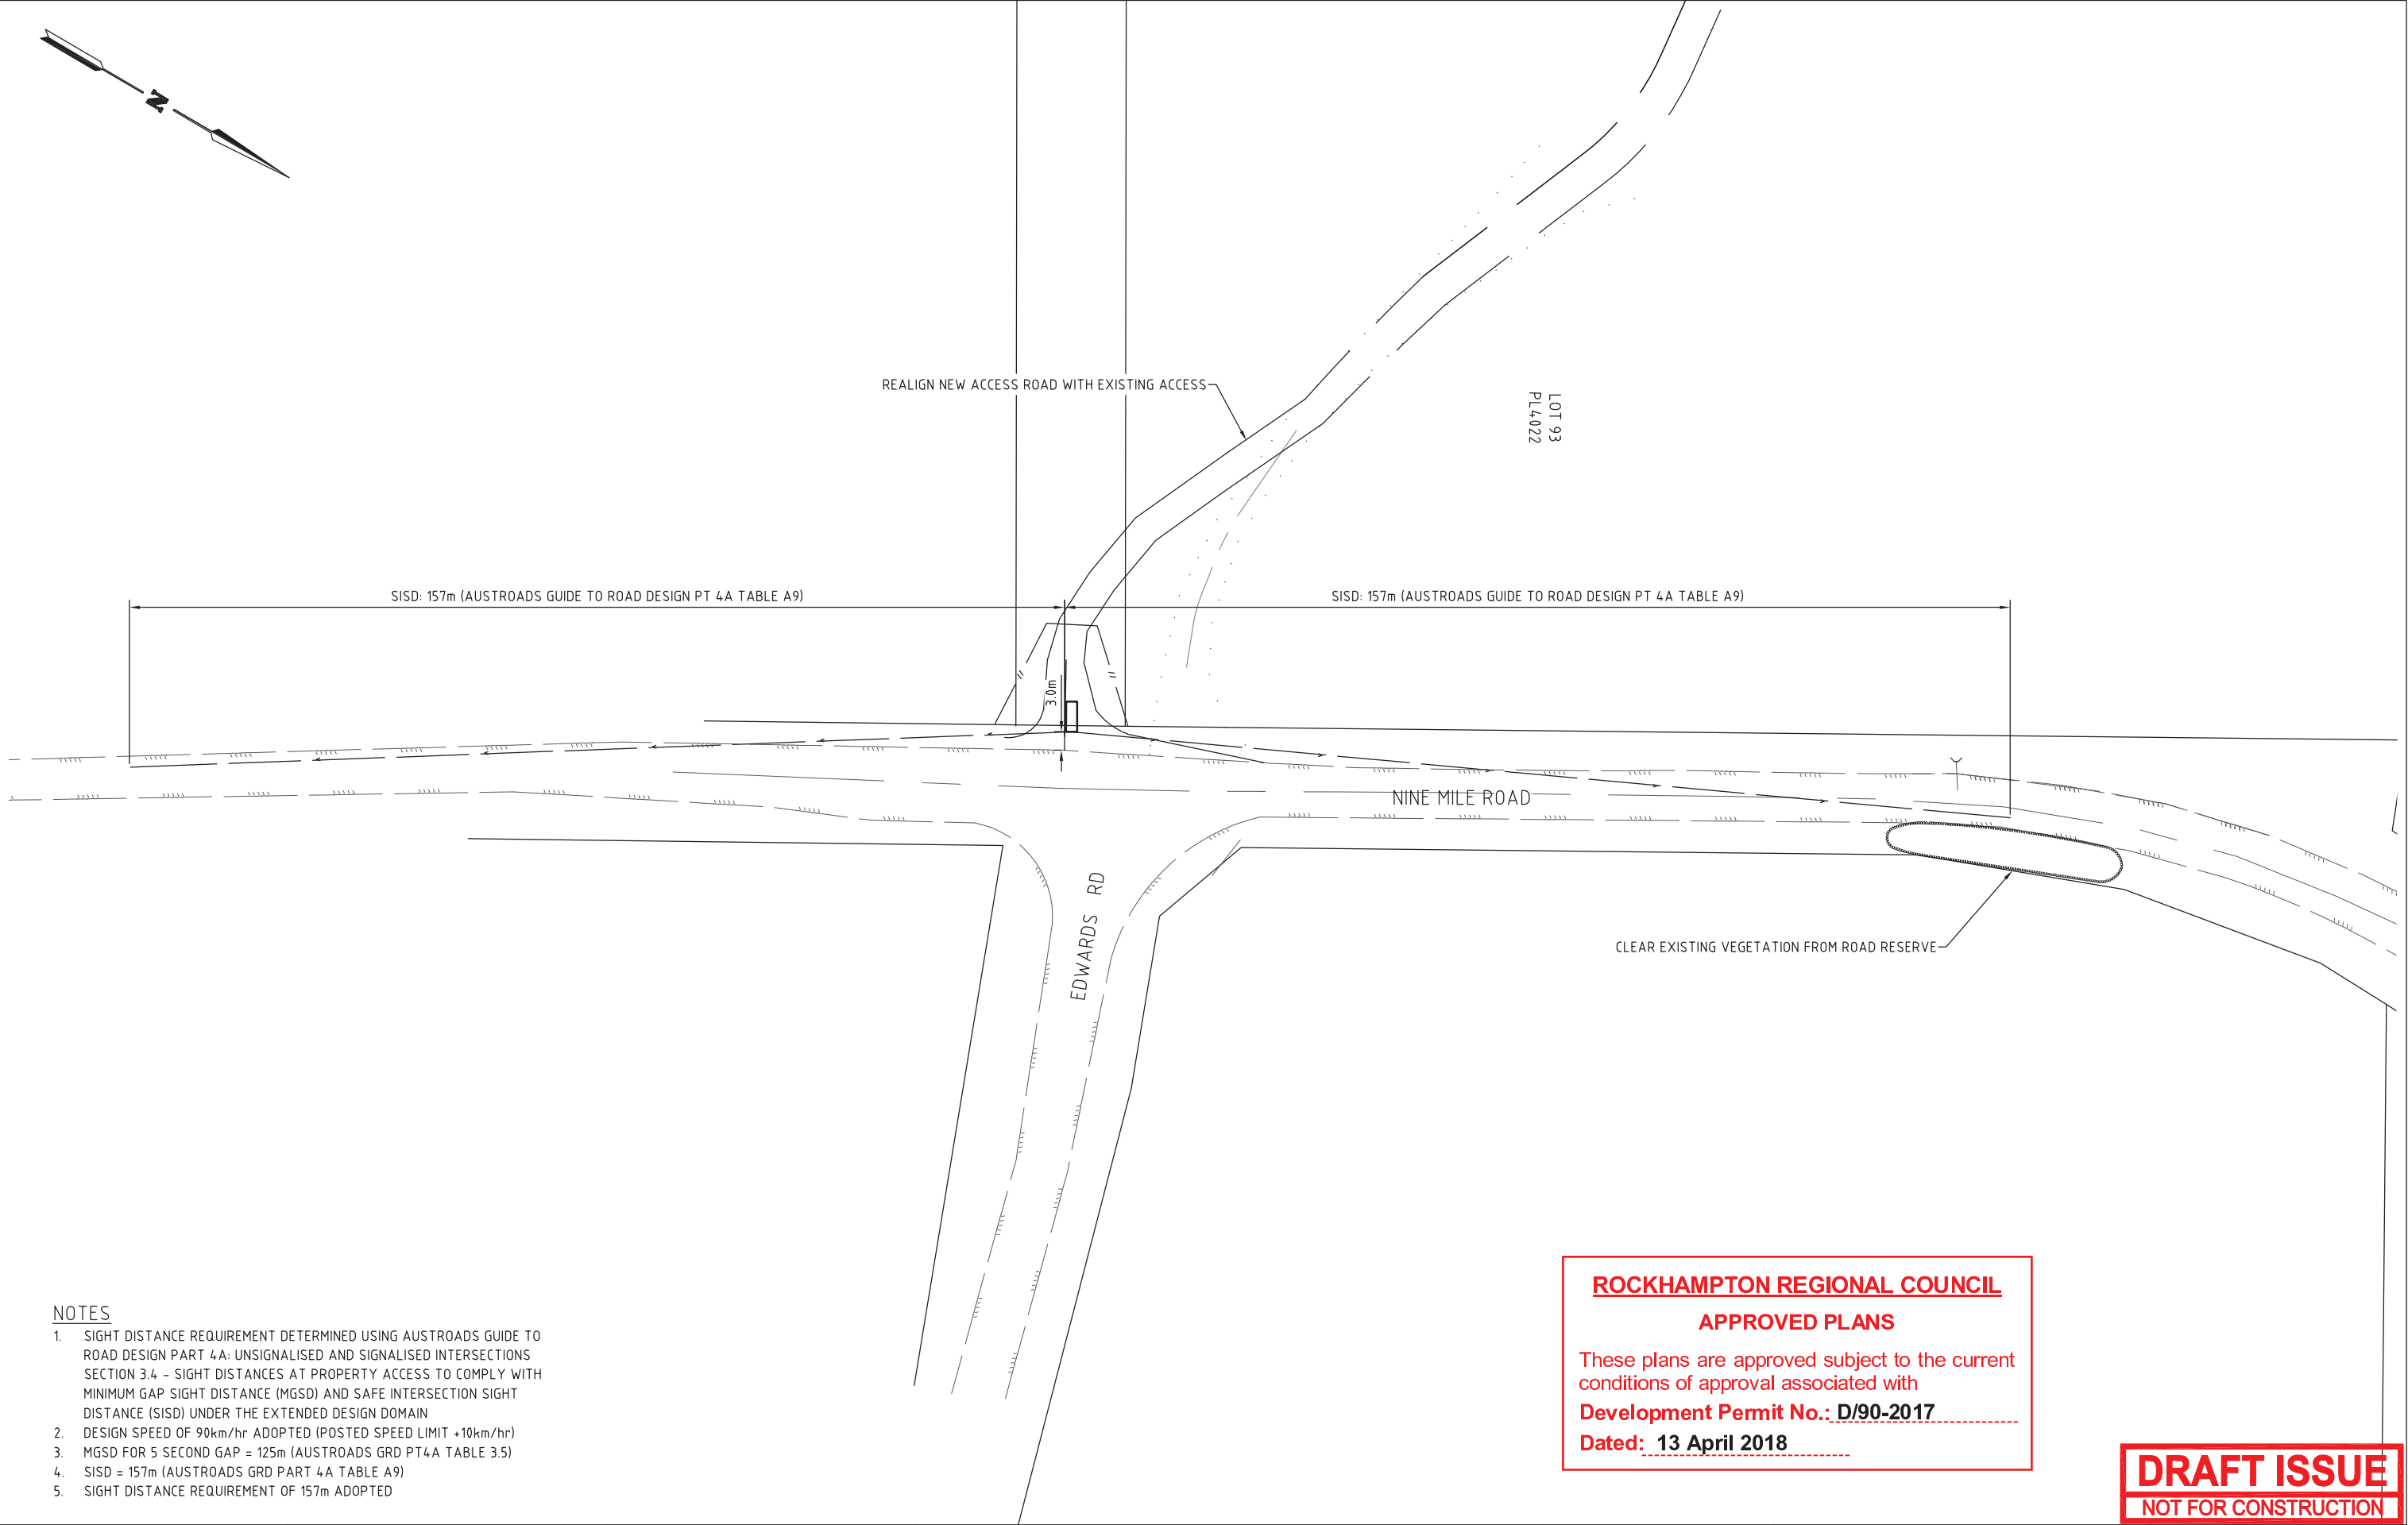 N
REALIGN NEW ACCESS ROAD WITH EXISTING ACCESS
LOT 93
PL4022
SISD: 157m (AUSTROADS GUIDE TO ROAD DESIGN PT 4A TABLE A9)
SISD: 157m (AUSTROADS GUIDE TO ROAD DESIGN PT 4A TABLE A9)
3.0m
NINE MILE ROAD
EDWARDS RD
CLEAR EXISTING VEGETATION FROM ROAD RESERVE
NOTES
1. SIGHT DISTANCE REQUIREMENT DETERMINED USING AUSTROADS GUIDE TO
ROAD DESIGN PART 4A: UNSIGNALISED AND SIGNALISED INTERSECTIONS
SECTION 3.4 - SIGHT DISTANCES AT PROPERTY ACCESS TO COMPLY WITH
MINIMUM GAP SIGHT DISTANCE (MGSD) AND SAFE INTERSECTION SIGHT
DISTANCE (SISD) UNDER THE EXTENDED DESIGN DOMAIN
2. DESIGN SPEED OF 90km/hr ADOPTED (POSTED SPEED LIMIT +10km/hr)
3. MGSD FOR 5 SECOND GAP = 125m (AUSTROADS GRD PT4A TABLE 3.5)
4. SISD = 157m (AUSTROADS GRD PART 4A TABLE A9)
5. SIGHT DISTANCE REQUIREMENT OF 157m ADOPTED
ROCKHAMPTON REGIONAL COUNCIL
APPROVED PLANS
These plans are approved subject to the current
conditions of approval associated with
Development Permit No.: D/90-2017
Dated: 13 April 2018
DRAFT ISSUE
NOT FOR CONSTRUCTION